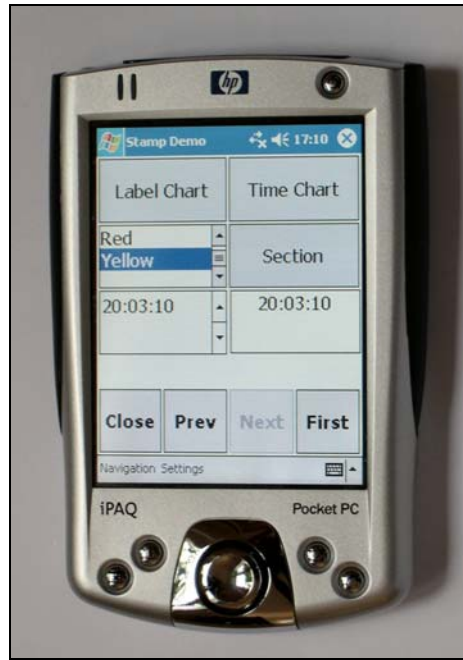 hp
Stamp Demo 17:10
Label Chart Time Chart
Red
Yellow
Section
20:03:10 20:03:10
Close Prev Next First
Navigation Settings
iPAQ Pocket PC